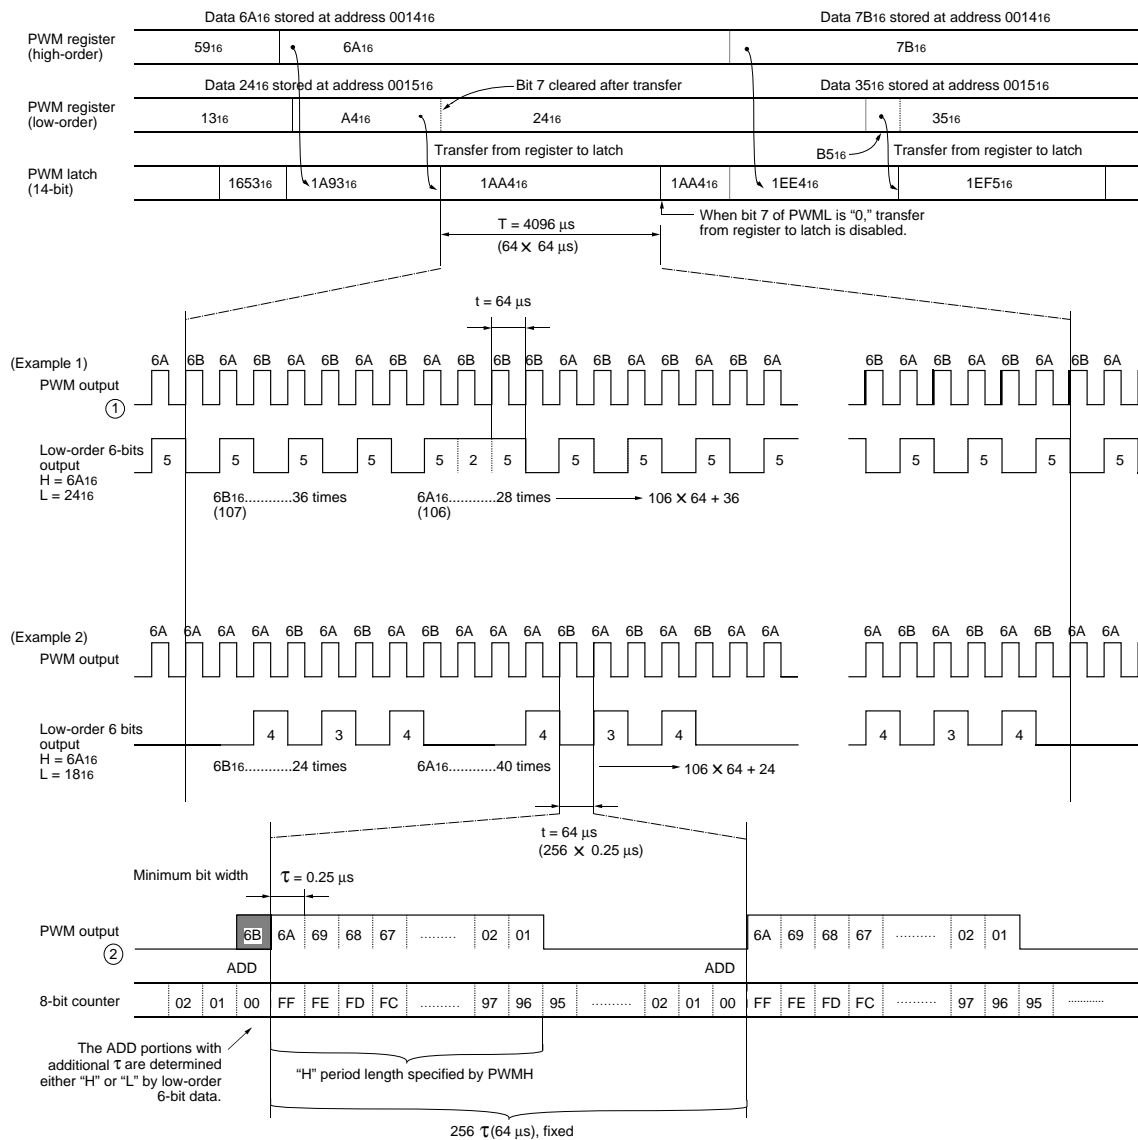 Data 6A16 stored at address 001416
Data 7B16 stored at address 001416
PWM register
(high-order)
5916
6A16
7B16
Data 2416 stored at address 001516
Bit 7 cleared after transfer
Data 3516 stored at address 001516
PWM register
(low-order)
1316
A416
2416
3516
Transfer from register to latch
B516
Transfer from register to latch
PWM latch
(14-bit)
165316
1A9316
1AA416
1AA416
1EE416
1EF516
When bit 7 of PWML is “0,” transfer
from register to latch is disabled.
T = 4096 µs
(64 × 64 µs)
t = 64 µs
(Example 1)
6A 6B 6A 6B 6A 6B 6A 6B 6A 6B 6B 6B 6A 6B 6A 6B 6A 6B 6A 6B 6A 6B 6A 6B 6A 6B 6A
PWM output
1
Low-order 6-bits
output
H = 6A16
L = 2416
5 5 5 5 5 2 5 5 5 5 5 5 5 5 5
6B16............36 times
(107)
6A16............28 times
(106)
106 × 64 + 36
(Example 2)
6A 6A 6A 6A 6B 6A 6B 6A 6B 6A 6A 6A 6B 6A 6B 6A 6B 6A 6A 6A 6B 6A 6B 6A 6B 6A 6A
PWM output
Low-order 6 bits
output
H = 6A16
L = 1816
4 3 4 4 3 4 4 3 4
6B16............24 times
6A16............40 times
106 × 64 + 24
t = 64 µs
(256 × 0.25 µs)
Minimum bit width
τ = 0.25 µs
PWM output
2
6B 6A 69 68 67 ......... 02 01
6A 69 68 67 ......... 02 01
ADD
ADD
8-bit counter
02 01 00 FF FE FD FC ......... 97 96 95 ......... 02 01 00 FF FE FD FC ......... 97 96 95 ............
The ADD portions with
additional τ are determined
either “H” or “L” by low-order
6-bit data.
“H” period length specified by PWMH
256 τ(64 µs), fixed